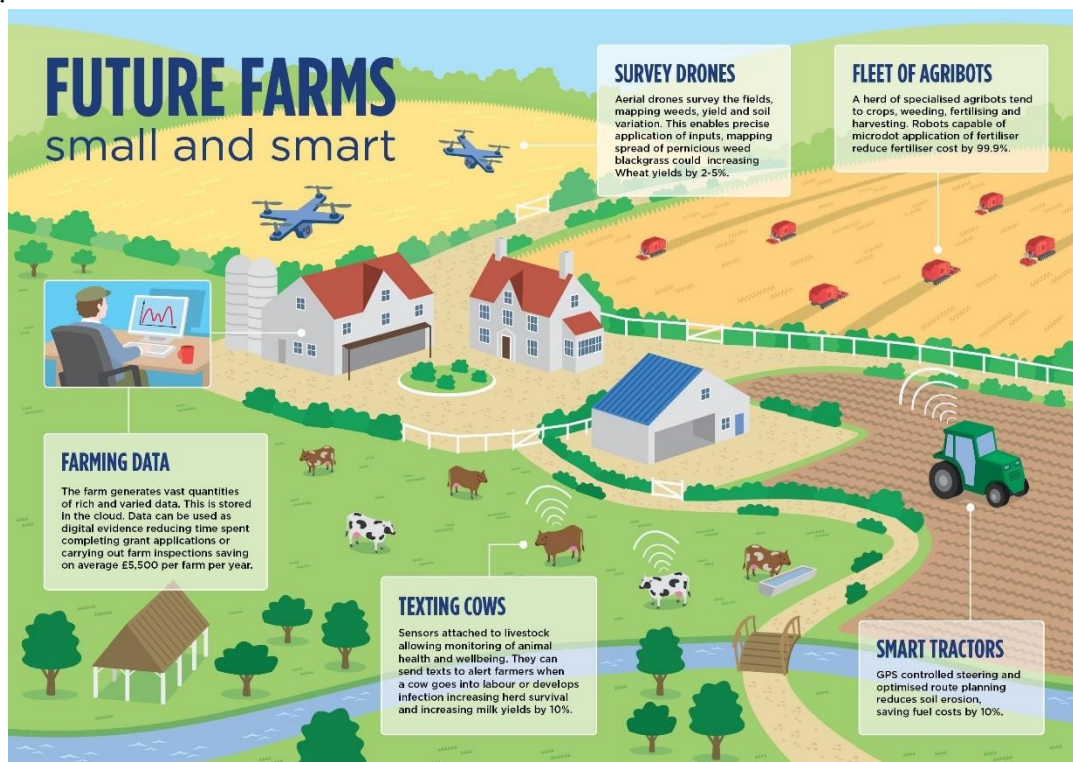 FUTURE FARMS
small and smart
SURVEY DRONES
Aerial drones survey the fields,
mapping weeds, yield and soil
variation. This enables precise
application of inputs, mapping
spread of pernicious weed
blackgrass could increasing
Wheat yields by 2-5%.
FLEET OF AGRIBOTS
A herd of specialised agribots tend
to crops, weeding, fertilising and
harvesting. Robots capable of
microdot application of fertiliser
reduce fertiliser cost by 99.9%.
FARMING DATA
The farm generates vast quantities
of rich and varied data. This is stored
in the cloud. Data can be used as
digital evidence reducing time spent
completing grant applications or
carrying out farm inspections saving
on average £5,500 per farm per year.
TEXTING COWS
Sensors attached to livestock
allowing monitoring of animal
health and wellbeing. They can
send texts to alert farmers when
a cow goes into labour or develops
infection increasing herd survival
and increasing milk yields by 10%.
SMART TRACTORS
GPS controlled steering and
optimised route planning
reduces soil erosion,
saving fuel costs by 10%.